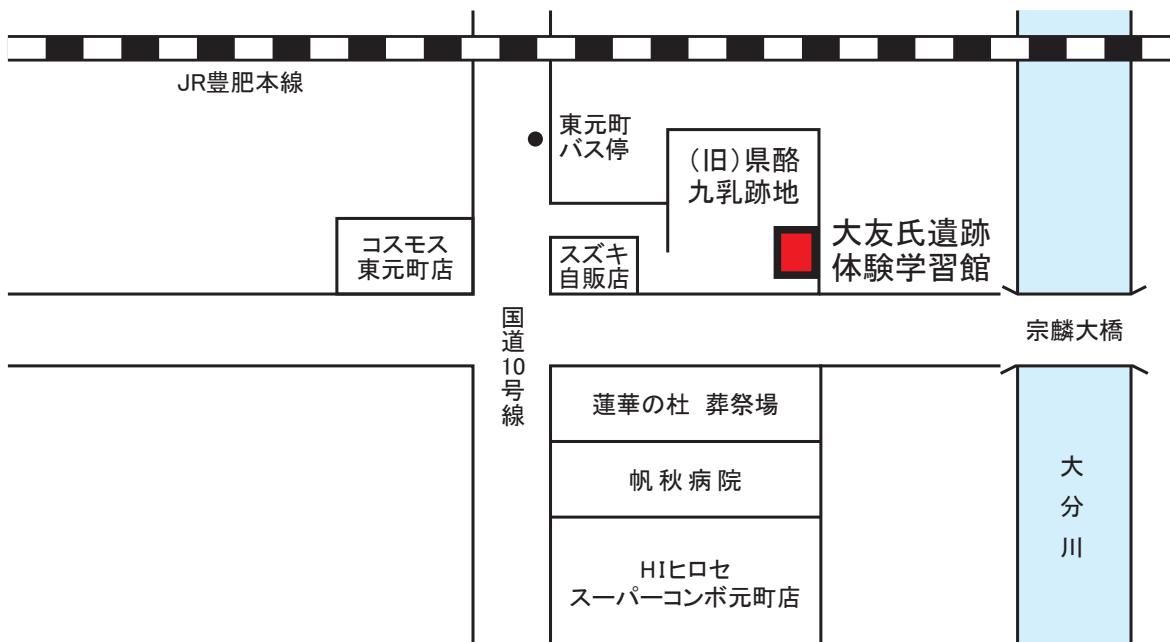 JR豊肥本線
東元町
バス停
(旧)県酪
九乳跡地
大友氏遺跡
体験学習館
コスモス
東元町店
スズキ
自販店
国道10号線
宗麟大橋
蓮華の杜 葬祭場
帆秋病院
HIヒロセ
スーパーコンボ元町店
大分川